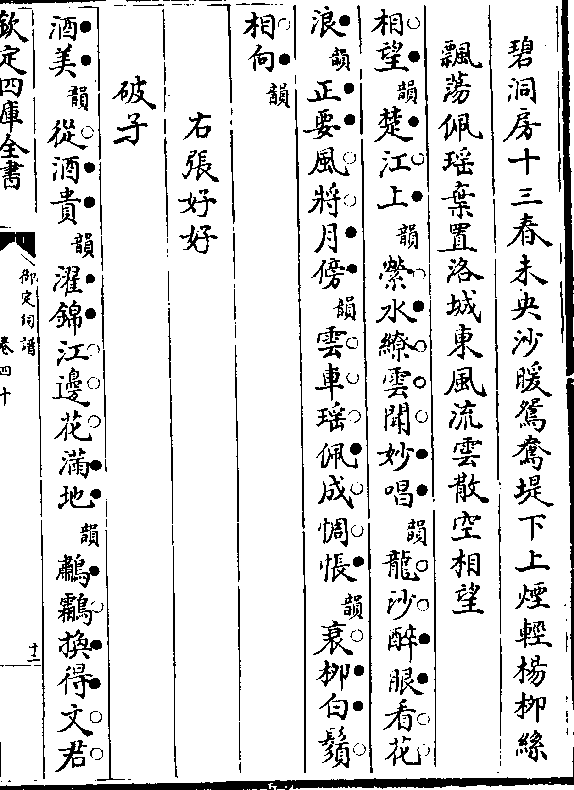 碧洞房十三春未央沙暖鴛鴦堤下上煙輕楊柳絲
飄蕩佩瑶棄置洛城東風流雲散空相望
相望韻楚江上韻縈水繚雲聞妙唱韻龍沙醉眼看花
浪韻正要風將月傍韻雲車瑶佩成惆悵韻衰柳白鬚
相向韻
右張好好
破子
酒美韻從酒貴韻濯錦江邊花滿地韻鷫鸘換得文君
欽定四庫全書
御定詞譜
卷四十
十二